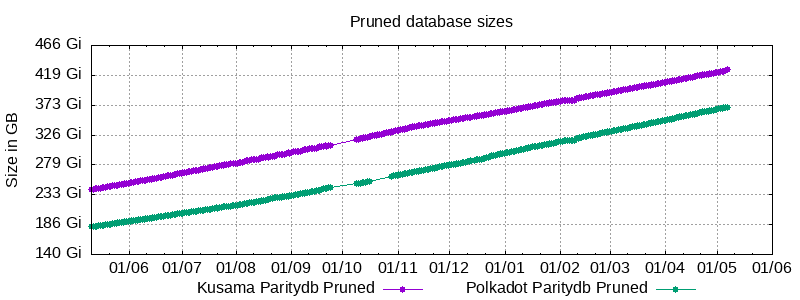 Pruned database sizes
Size in GB
466 Gi
419 Gi
373 Gi
326 Gi
279 Gi
233 Gi
186 Gi
140 Gi
01/06 01/07 01/08 01/09 01/10 01/11 01/12 01/01 01/02 01/03 01/04 01/05 01/06
Kusama Paritydb Pruned Polkadot Paritydb Pruned